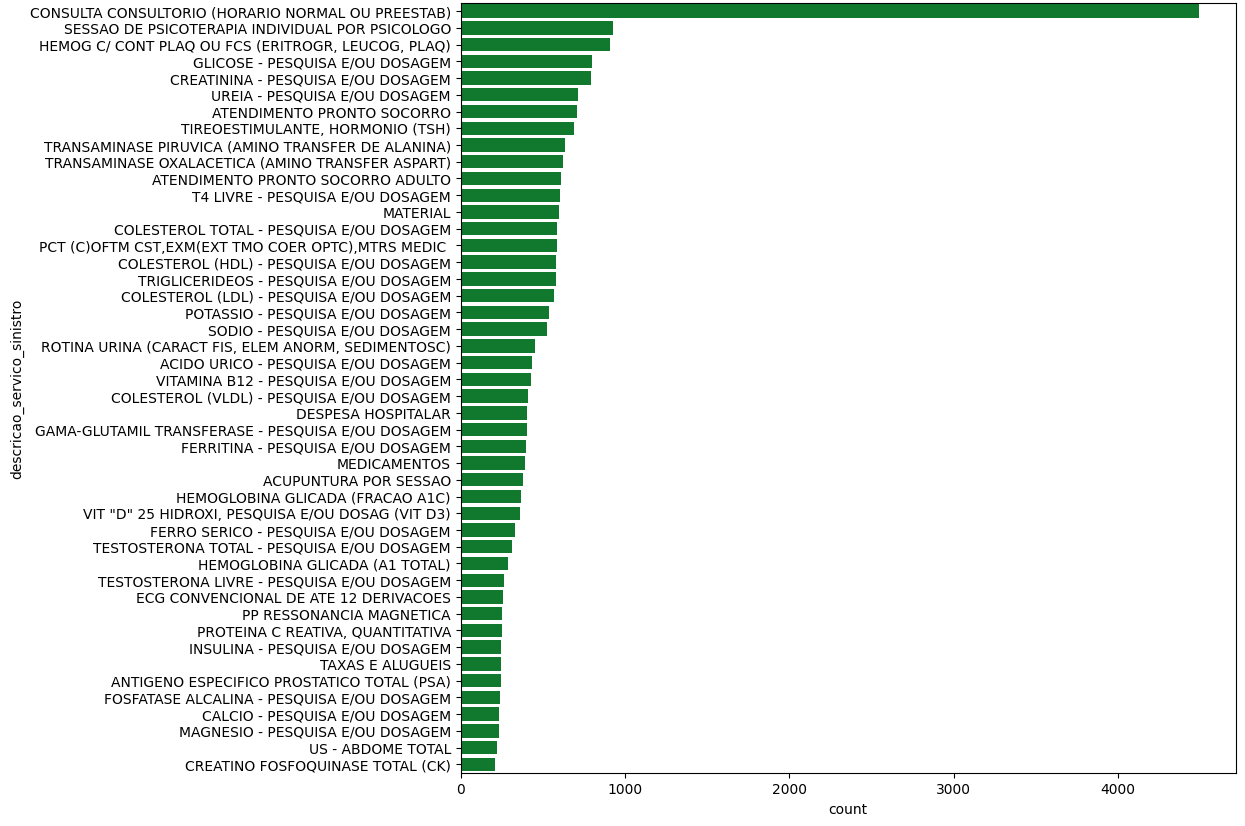 CONSULTA CONSULTORIO (HORARIO NORMAL OU PREESTAB)
SESSAO DE PSICOTERAPIA INDIVIDUAL POR PSICOLOGO
HEMOG C/ CONT PLAQ OU FCS (ERITROGR, LEUCOG, PLAQ)
GLICOSE - PESQUISA E/OU DOSAGEM
CREATININA - PESQUISA E/OU DOSAGEM
UREIA - PESQUISA E/OU DOSAGEM
ATENDIMENTO PRONTO SOCORRO
TIREOESTIMULANTE, HORMONIO (TSH)
TRANSAMINASE PIRUVICA (AMINO TRANSFER DE ALANINA)
TRANSAMINASE OXALACETICA (AMINO TRANSFER ASPART)
ATENDIMENTO PRONTO SOCORRO ADULTO
T4 LIVRE - PESQUISA E/OU DOSAGEM
MATERIAL
COLESTEROL TOTAL - PESQUISA E/OU DOSAGEM
PCT (C)OFTM CST,EXM(EXT TMO COER OPTC),MTRS MEDIC
COLESTEROL (HDL) - PESQUISA E/OU DOSAGEM
TRIGLICERIDEOS - PESQUISA E/OU DOSAGEM
COLESTEROL (LDL) - PESQUISA E/OU DOSAGEM
POTASSIO - PESQUISA E/OU DOSAGEM
SODIO - PESQUISA E/OU DOSAGEM
ROTINA URINA (CARACT FIS, ELEM ANORM, SEDIMENTOSC)
ACIDO URICO - PESQUISA E/OU DOSAGEM
VITAMINA B12 - PESQUISA E/OU DOSAGEM
COLESTEROL (VLDL) - PESQUISA E/OU DOSAGEM
DESPESA HOSPITALAR
GAMA-GLUTAMIL TRANSFERASE - PESQUISA E/OU DOSAGEM
FERRITINA - PESQUISA E/OU DOSAGEM
MEDICAMENTOS
ACUPUNTURA POR SESSAO
HEMOGLOBINA GLICADA (FRACAO A1C)
VIT "D" 25 HIDROXI, PESQUISA E/OU DOSAG (VIT D3)
FERRO SERICO - PESQUISA E/OU DOSAGEM
TESTOSTERONA TOTAL - PESQUISA E/OU DOSAGEM
HEMOGLOBINA GLICADA (A1 TOTAL)
TESTOSTERONA LIVRE - PESQUISA E/OU DOSAGEM
ECG CONVENCIONAL DE ATE 12 DERIVACOES
PP RESSONANCIA MAGNETICA
PROTEINA C REATIVA, QUANTITATIVA
INSULINA - PESQUISA E/OU DOSAGEM
TAXAS E ALUGUEIS
ANTIGENO ESPECIFICO PROSTATICO TOTAL (PSA)
FOSFATASE ALCALINA - PESQUISA E/OU DOSAGEM
CALCIO - PESQUISA E/OU DOSAGEM
MAGNESIO - PESQUISA E/OU DOSAGEM
US - ABDOME TOTAL
CREATINO FOSFOQUINASE TOTAL (CK)
descricao_servico_sinistro
0 1000 2000 3000 4000
count